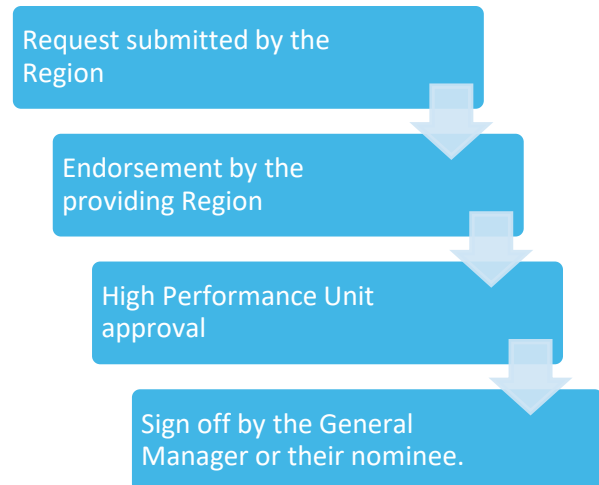 Request submitted by the
Region
Endorsement by the
providing Region
High Performance Unit
approval
Sign off by the General
Manager or their nominee.